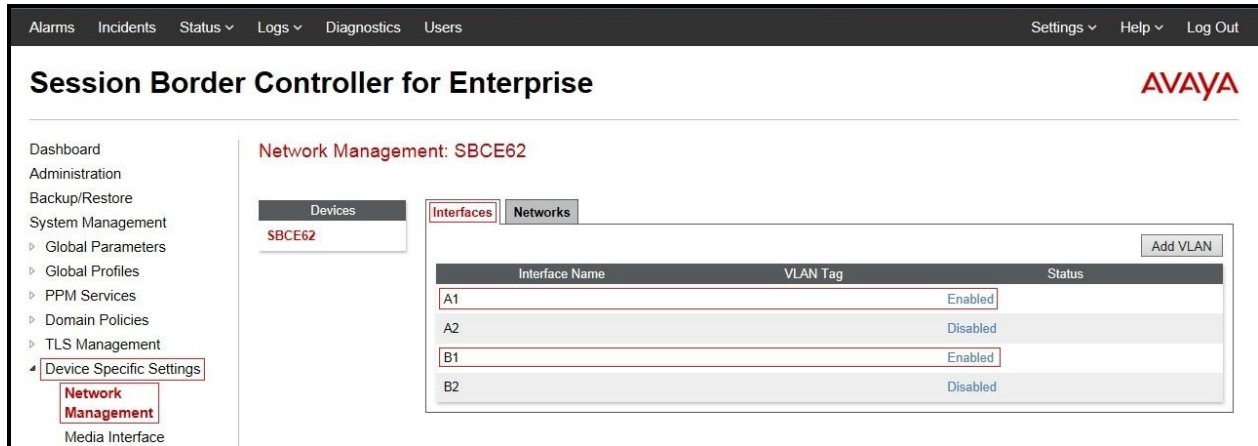 Alarms Incidents Status Logs Diagnostics Users Settings Help Log Out
Session Border Controller for Enterprise
AVAYA
Dashboard
Administration
Backup/Restore
System Management
Global Parameters
Global Profiles
PPM Services
Domain Policies
TLS Management
Device Specific Settings
Network
Management
Media Interface
Network Management: SBCE62
Devices
SBCE62
Interfaces Networks
Add VLAN
Interface Name VLAN Tag Status
A1 Enabled
A2 Disabled
B1 Enabled
B2 Disabled